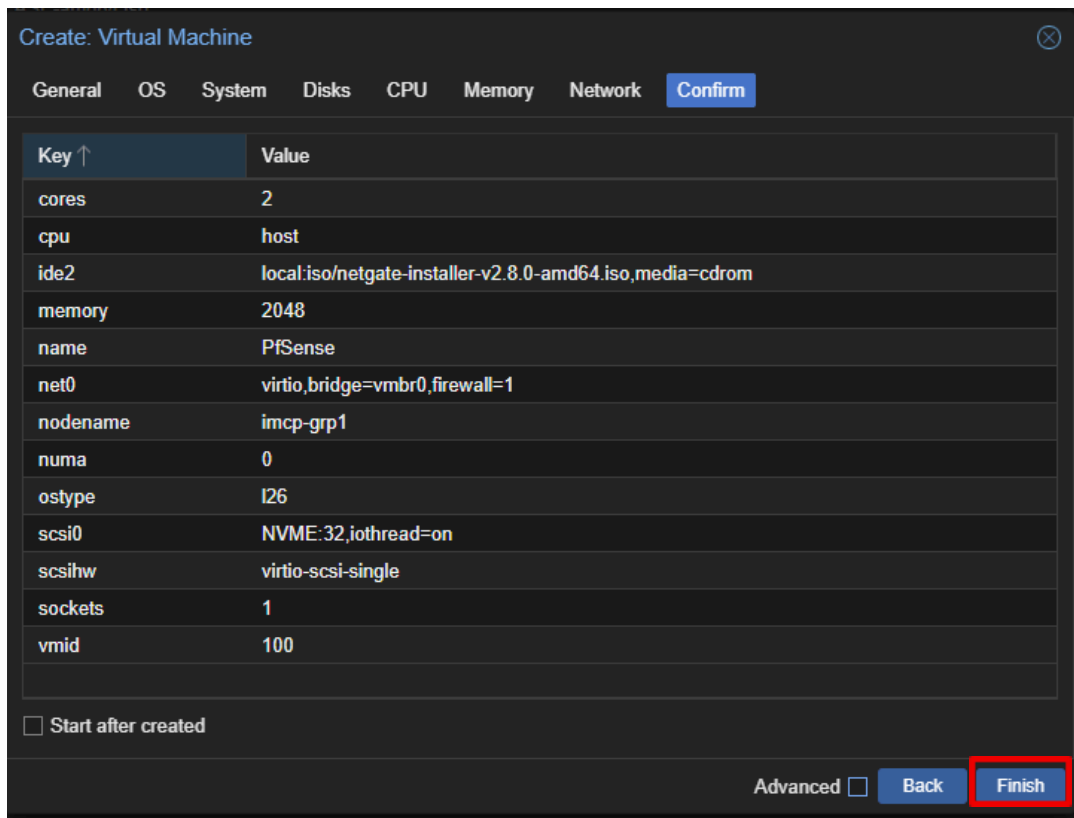 Create: Virtual Machine
General OS System Disks CPU Memory Network Confirm
Key Value
cores 2
cpu host
ide2 local:iso/netgate-installer-v2.8.0-amd64.iso,media=cdrom
memory 2048
name PfSense
net0 virtio,bridge=vmbr0,firewall=1
nodename imcp-grp1
numa 0
ostype l26
scsi0 NVME:32,iothread=on
scsihw virtio-scsi-single
sockets 1
vmid 100
Start after created
Advanced Back Finish